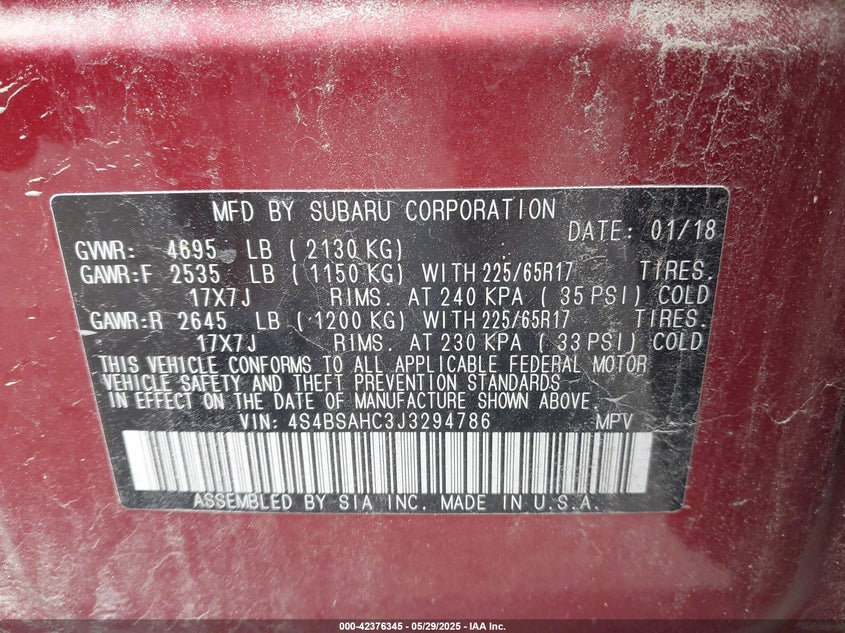 MFD BY SUBARU CORPORATION
DATE: 01/18
GVWR: 4695 LB ( 2130 KG)
GAWR:F 2535 LB ( 1150 KG) WITH 225/65R17 TIRES.
17X7J RIMS. AT 240 KPA ( 35 PSI) COLD
GAWR:R 2645 LB ( 1200 KG) WITH 225/65R17 TIRES.
17X7J RIMS. AT 230 KPA ( 33 PSI) COLD
THIS VEHICLE CONFORMS TO ALL APPLICABLE FEDERAL MOTOR
VEHICLE SAFETY AND THEFT PREVENTION STANDARDS
IN EFFECT ON THE DATE OF MANUFACTURE SHOWN ABOVE.
VIN: 4S4BSAHC3J3294786 MPV
ASSEMBLED BY SIA INC. MADE IN U.S.A.
000-42376345 - 05/29/2025 - IAA Inc.